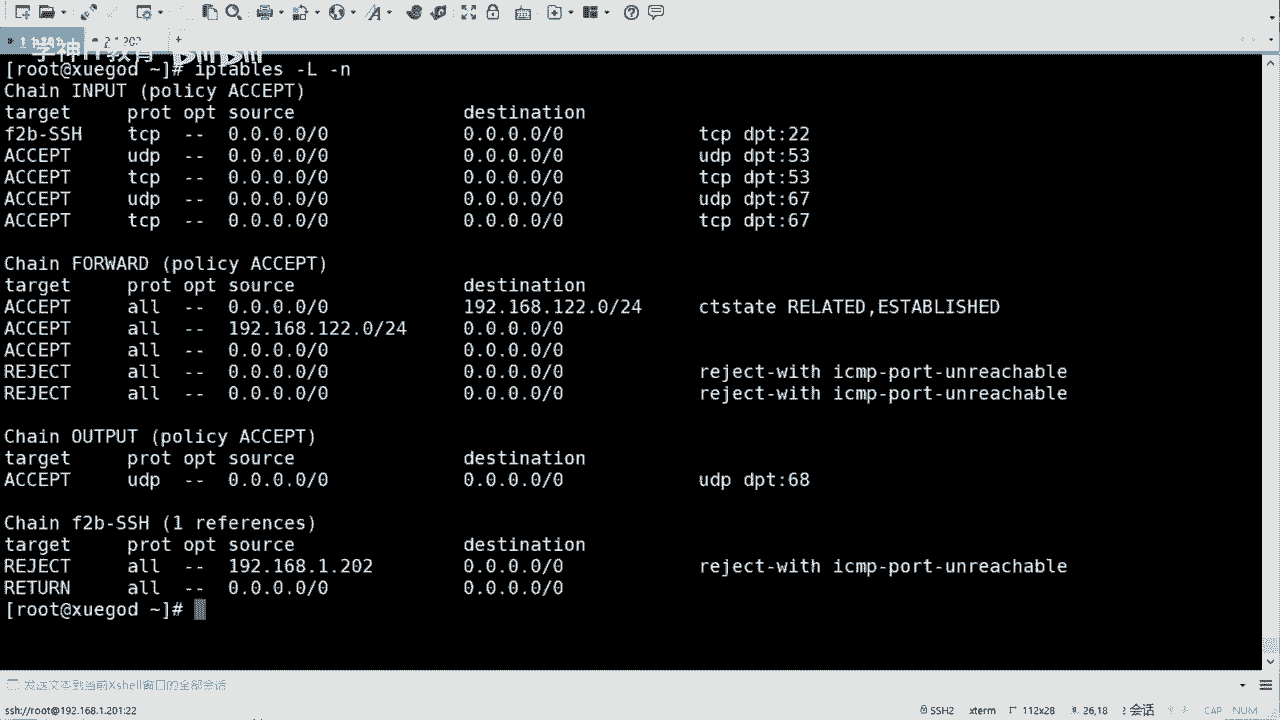 1 1.201 2 1.202 +
学神IT教育 bilibili
[root@xuegod ~]# iptables -L -n
Chain INPUT (policy ACCEPT)
target     prot opt source               destination
f2b-SSH    tcp  --  0.0.0.0/0            0.0.0.0/0            tcp dpt:22
ACCEPT     udp  --  0.0.0.0/0            0.0.0.0/0            udp dpt:53
ACCEPT     tcp  --  0.0.0.0/0            0.0.0.0/0            tcp dpt:53
ACCEPT     udp  --  0.0.0.0/0            0.0.0.0/0            udp dpt:67
ACCEPT     tcp  --  0.0.0.0/0            0.0.0.0/0            tcp dpt:67
Chain FORWARD (policy ACCEPT)
target     prot opt source               destination
ACCEPT     all  --  0.0.0.0/0            192.168.122.0/24     ctstate RELATED,ESTABLISHED
ACCEPT     all  --  192.168.122.0/24     0.0.0.0/0
ACCEPT     all  --  0.0.0.0/0            0.0.0.0/0
REJECT     all  --  0.0.0.0/0            0.0.0.0/0            reject-with icmp-port-unreachable
REJECT     all  --  0.0.0.0/0            0.0.0.0/0            reject-with icmp-port-unreachable
Chain OUTPUT (policy ACCEPT)
target     prot opt source               destination
ACCEPT     udp  --  0.0.0.0/0            0.0.0.0/0            udp dpt:68
Chain f2b-SSH (1 references)
target     prot opt source               destination
REJECT     all  --  192.168.1.202        0.0.0.0/0            reject-with icmp-port-unreachable
RETURN     all  --  0.0.0.0/0            0.0.0.0/0
[root@xuegod ~]#
发送文本到当前Xshell窗口的全部会话
ssh://root@192.168.1.201:22 SSH2 xterm 112x28 26,18 2 会话 CAP NUM